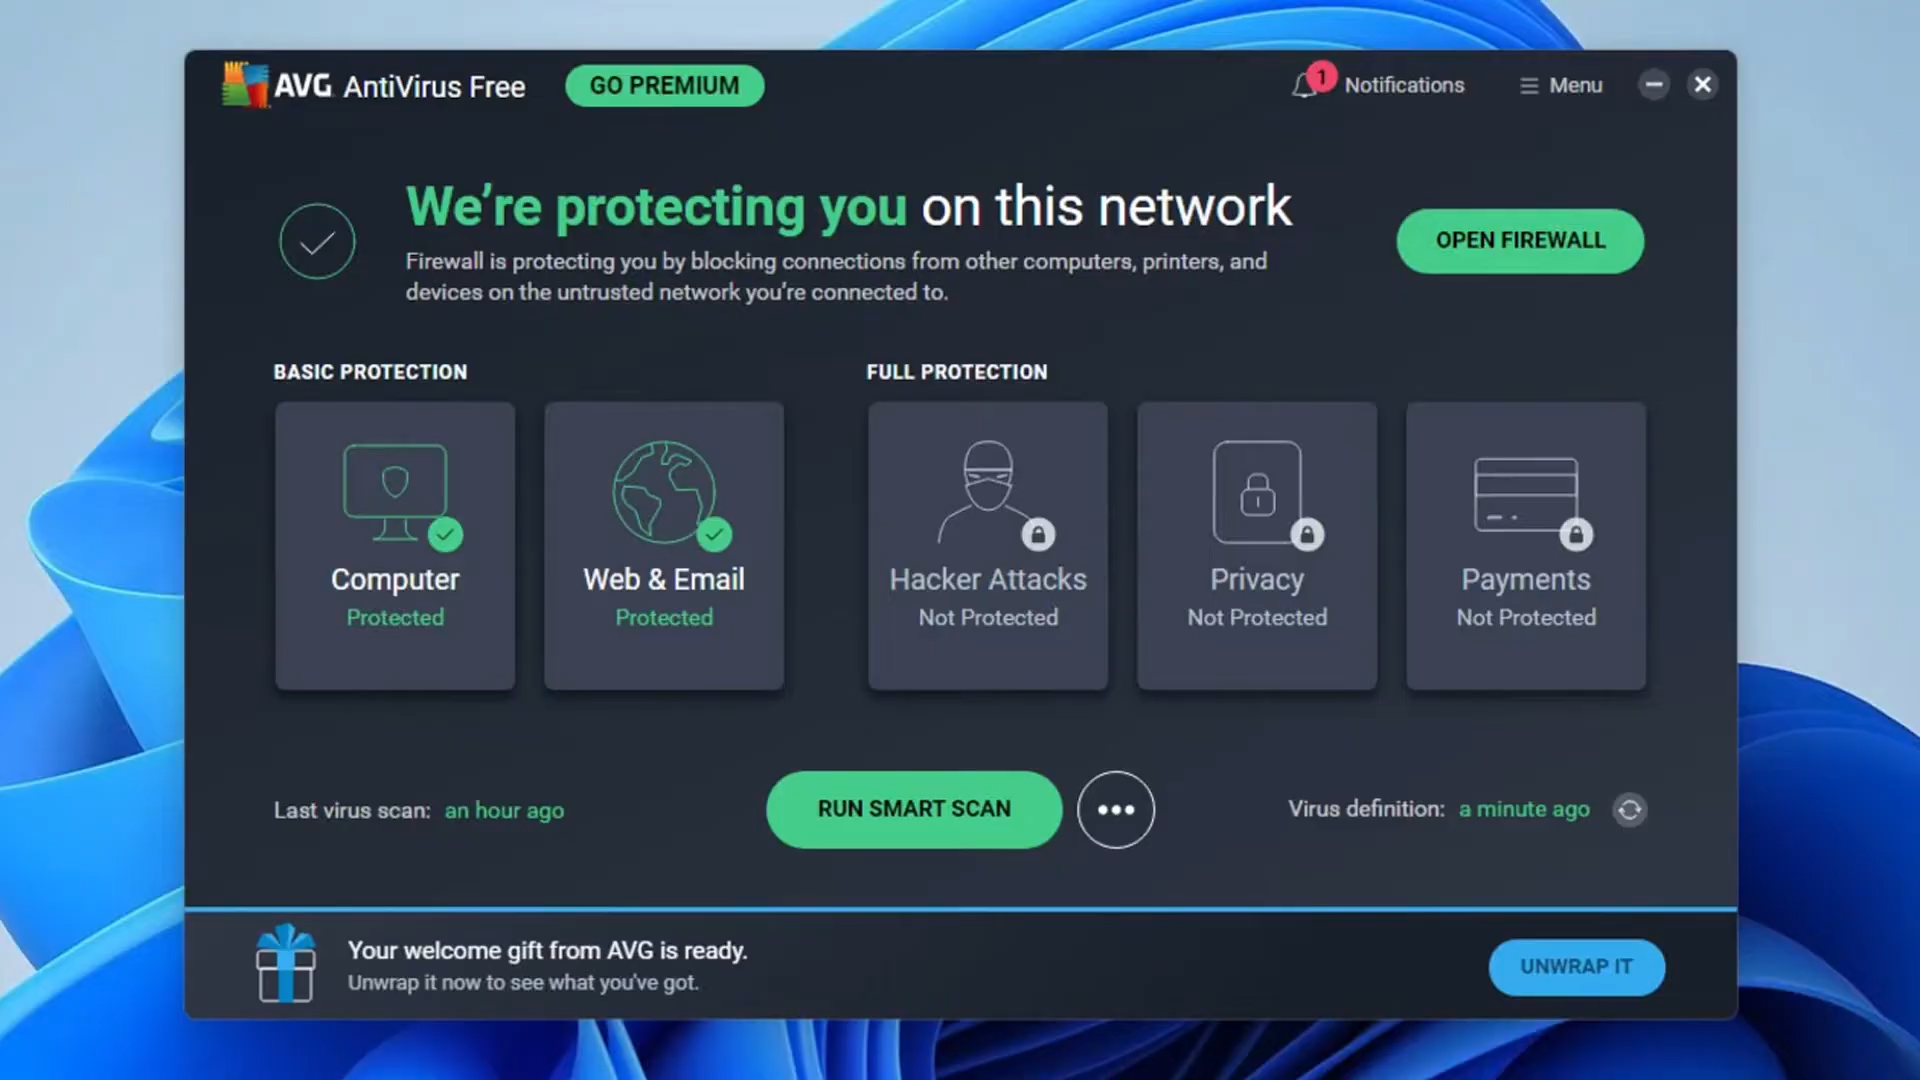 AVG AntiVirus Free
GO PREMIUM
1
Notifications
Menu
We're protecting you on this network
Firewall is protecting you by blocking connections from other computers, printers, and
devices on the untrusted network you're connected to.
OPEN FIREWALL
BASIC PROTECTION
FULL PROTECTION
Computer
Protected
Web & Email
Protected
Hacker Attacks
Not Protected
Privacy
Not Protected
Payments
Not Protected
Last virus scan: an hour ago
RUN SMART SCAN
Virus definition: a minute ago
Your welcome gift from AVG is ready.
Unwrap it now to see what you've got.
UNWRAP IT